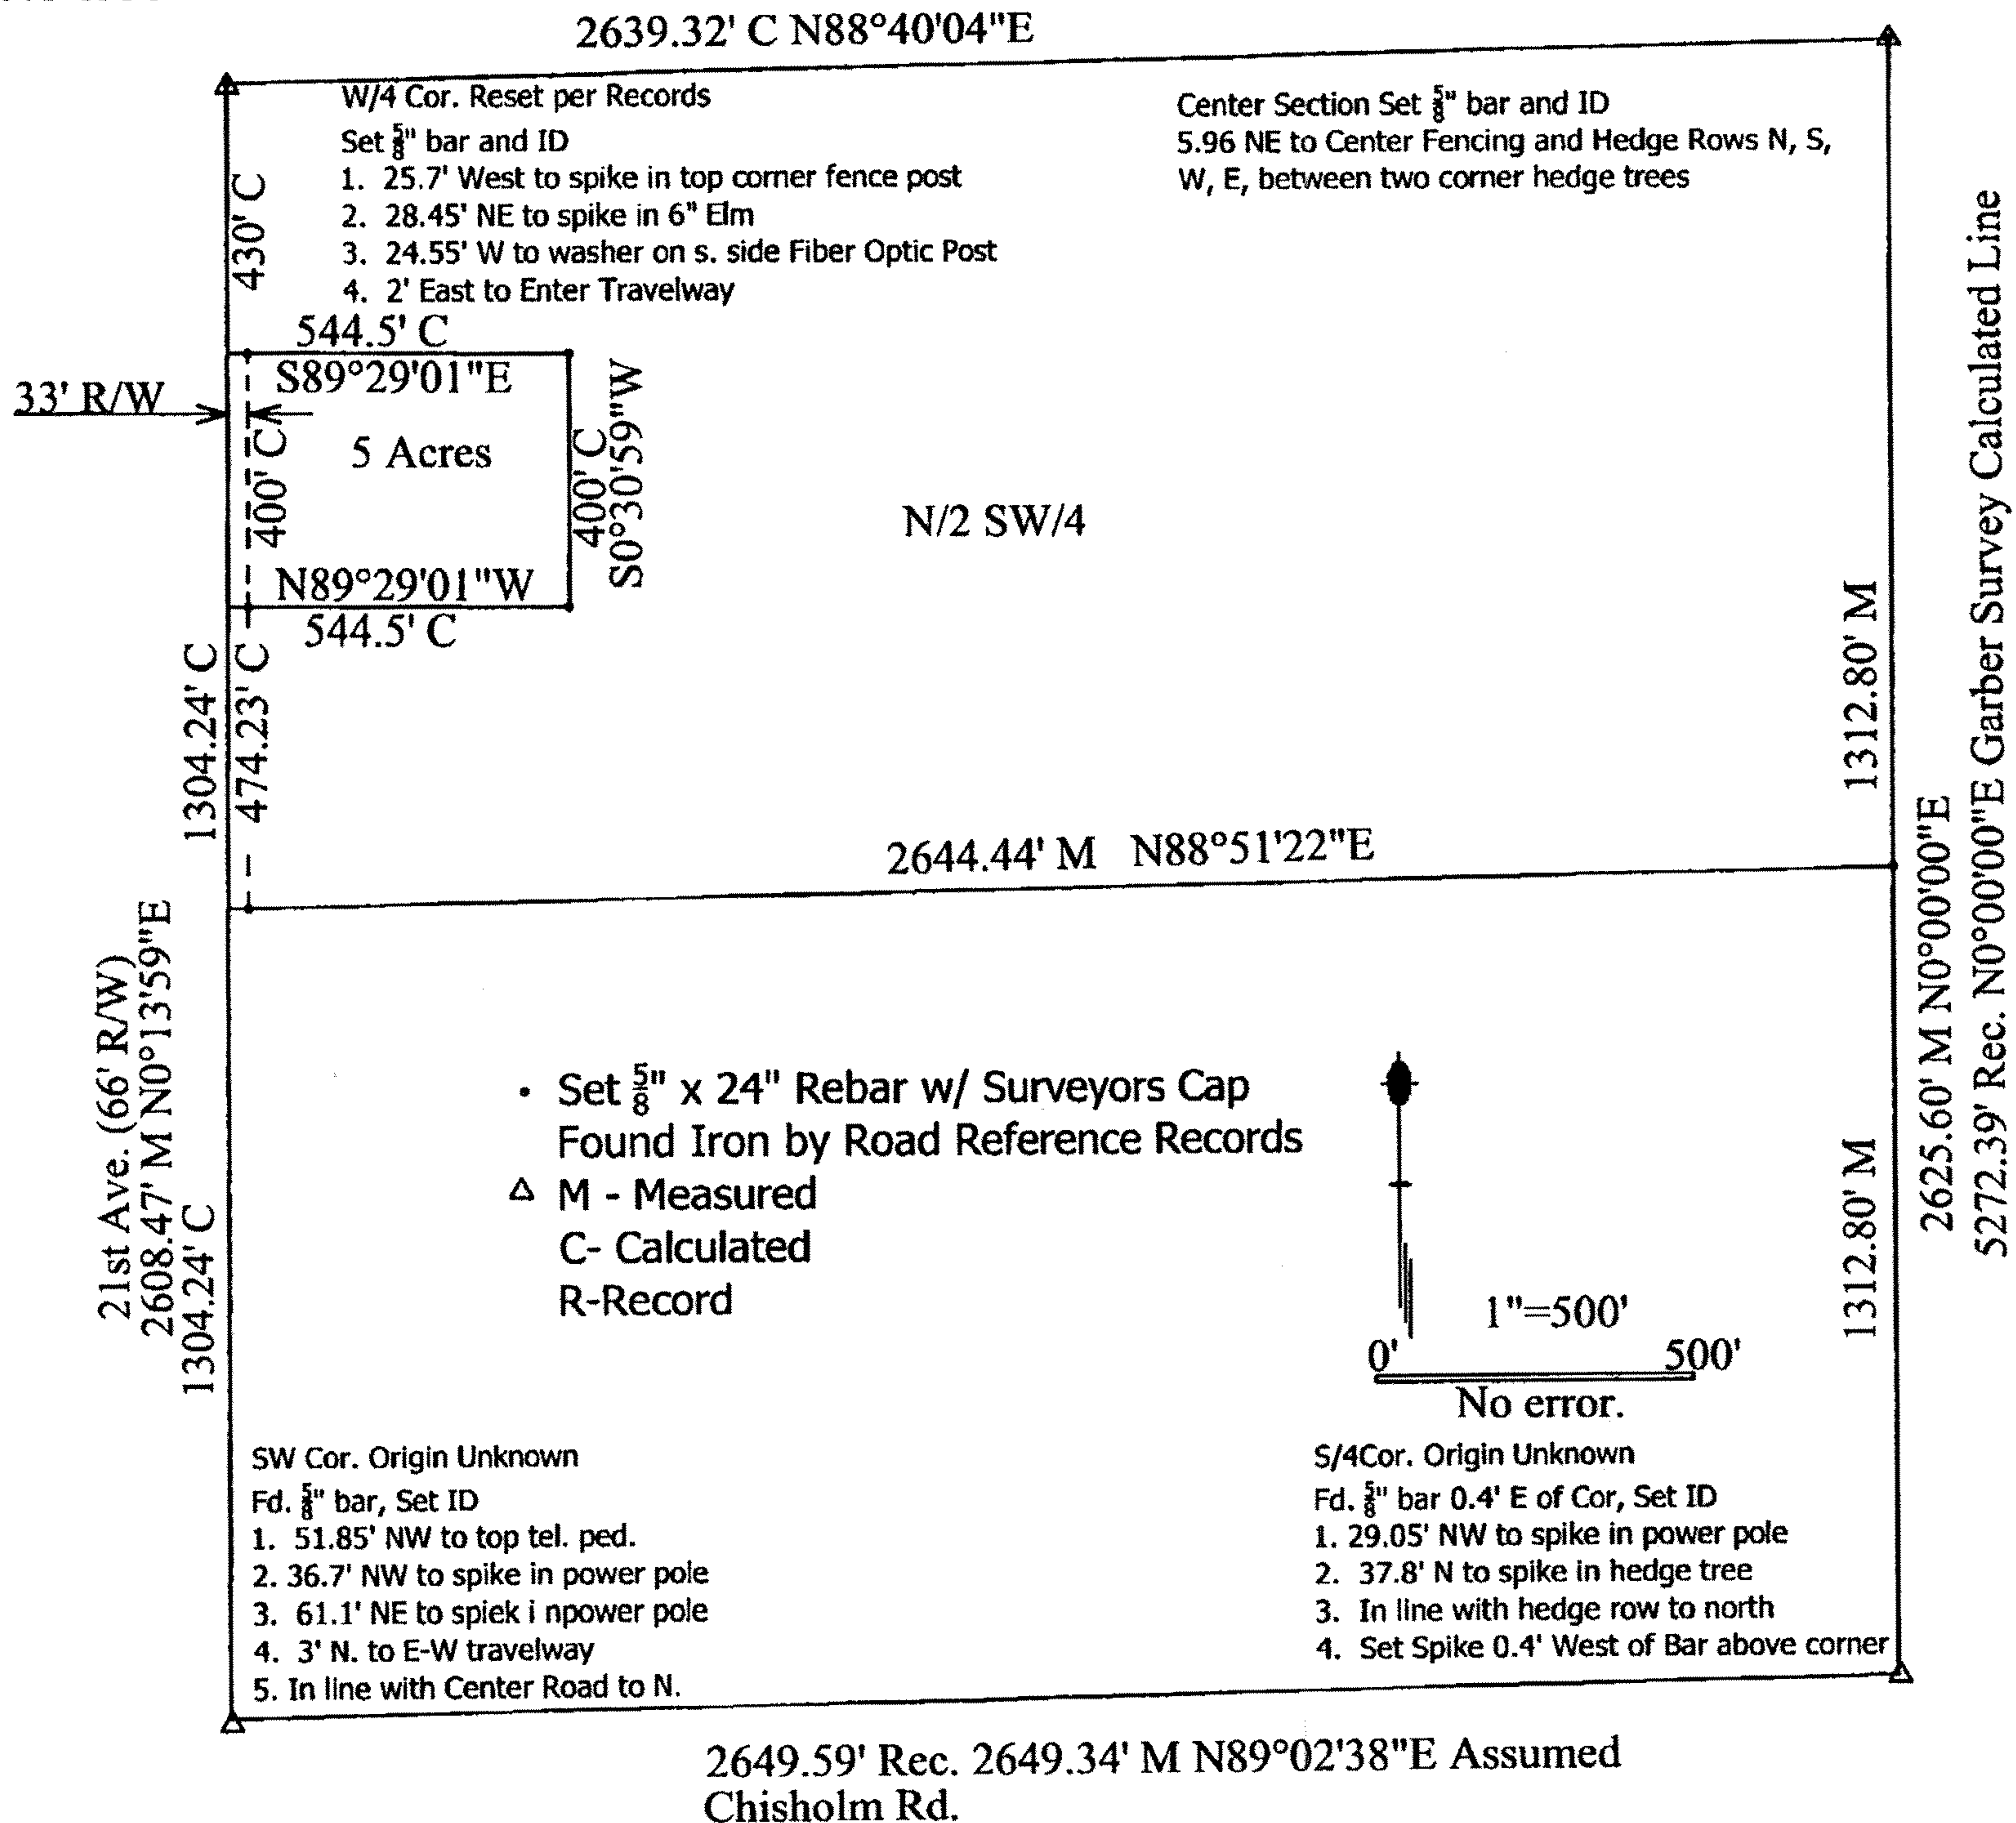 2639.32' C N88°40'04"E
W/4 Cor. Reset per Records
Set 5/8" bar and ID
1. 25.7' West to spike in top corner fence post
2. 28.45' NE to spike in 6" Elm
3. 24.55' W to washer on s. side Fiber Optic Post
4. 2' East to Enter Travelway
Center Section Set 5/8" bar and ID
5.96 NE to Center Fencing and Hedge Rows N, S,
W, E, between two corner hedge trees
430' C
544.5' C
S89°29'01"E
33' R/W
400' C
5 Acres
400' C
S0°30'59"W
N89°29'01"W
544.5' C
N/2 SW/4
1304.24' C
474.23' C
1312.80' M
2644.44' M N88°51'22"E
2625.60' M N0°00'00"E
5272.39' Rec. N0°00'00"E Garber Survey Calculated Line
21st Ave. (66' R/W)
2608.47' M N0°13'59"E
1304.24' C
• Set 5/8" x 24" Rebar w/ Surveyors Cap
Found Iron by Road Reference Records
△ M - Measured
C- Calculated
R-Record
1"=500'
0' 500'
No error.
1312.80' M
SW Cor. Origin Unknown
Fd. 5/8" bar, Set ID
1. 51.85' NW to top tel. ped.
2. 36.7' NW to spike in power pole
3. 61.1' NE to spiek i npower pole
4. 3' N. to E-W travelway
5. In line with Center Road to N.
S/4Cor. Origin Unknown
Fd. 5/8" bar 0.4' E of Cor, Set ID
1. 29.05' NW to spike in power pole
2. 37.8' N to spike in hedge tree
3. In line with hedge row to north
4. Set Spike 0.4' West of Bar above corner
2649.59' Rec. 2649.34' M N89°02'38"E Assumed
Chisholm Rd.